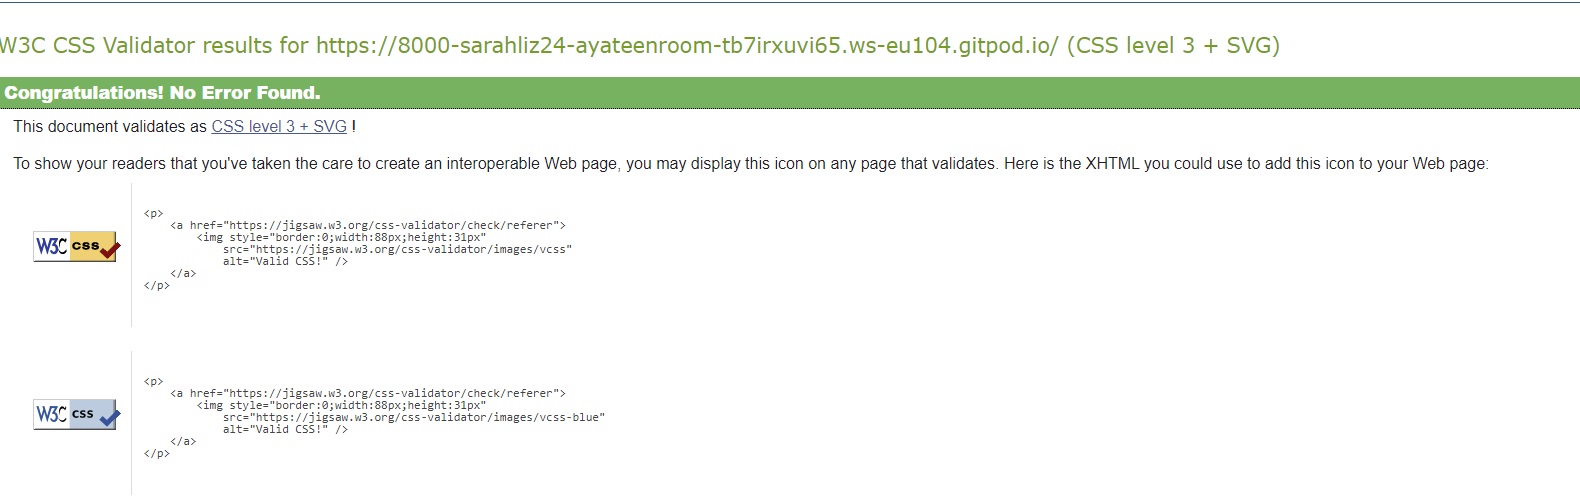 W3C CSS Validator results for https://8000-sarahliz24-ayateenroom-tb7irxuvi65.ws-eu104.gitpod.io/ (CSS level 3 + SVG)
Congratulations! No Error Found.
This document validates as CSS level 3 + SVG !
To show your readers that you've taken the care to create an interoperable Web page, you may display this icon on any page that validates. Here is the XHTML you could use to add this icon to your Web page:
W3C css
<p>
<a href="https://jigsaw.w3.org/css-validator/check/referer">
<img style="border:0;width:88px;height:31px"
src="https://jigsaw.w3.org/css-validator/images/vcss"
alt="Valid CSS!" />
</a>
</p>
W3C css
<p>
<a href="https://jigsaw.w3.org/css-validator/check/referer">
<img style="border:0;width:88px;height:31px"
src="https://jigsaw.w3.org/css-validator/images/vcss-blue"
alt="Valid CSS!" />
</a>
</p>